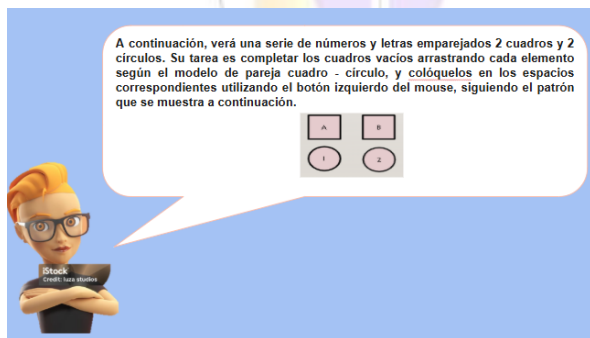 A continuación, verá una serie de números y letras emparejados 2 cuadros y 2
círculos. Su tarea es completar los cuadros vacíos arrastrando cada elemento
según el modelo de pareja cuadro - círculo, y colóquelos en los espacios
correspondientes utilizando el botón izquierdo del mouse, siguiendo el patrón
que se muestra a continuación.
A B
1 2
iStock
Credit: luza studios